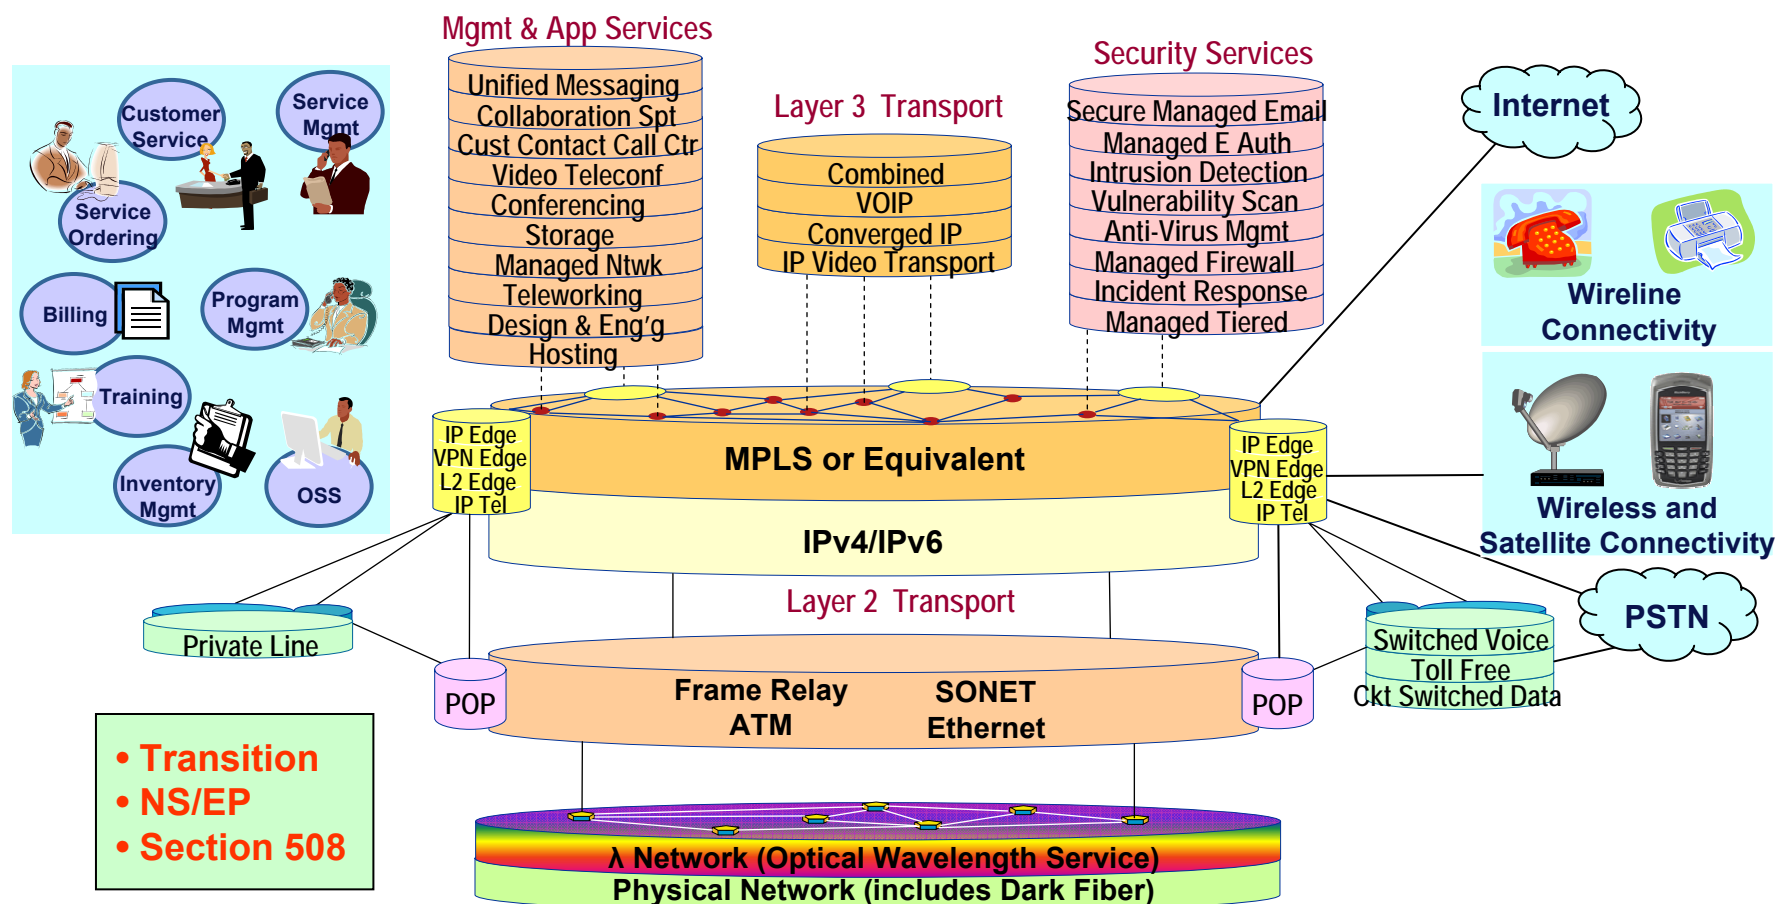 Mgmt & App Services
Unified Messaging
Collaboration Spt
Cust Contact Call Ctr
Video Teleconf
Conferencing
Storage
Managed Ntwk
Teleworking
Design & Eng'g
Hosting
Layer 3 Transport
Combined
VOIP
Converged IP
IP Video Transport
Security Services
Secure Managed Email
Managed E Auth
Intrusion Detection
Vulnerability Scan
Anti-Virus Mgmt
Managed Firewall
Incident Response
Managed Tiered
Customer
Service
Service
Mgmt
Service
Ordering
Billing
Program
Mgmt
Training
Inventory
Mgmt
OSS
Internet
Wireline
Connectivity
Wireless and
Satellite Connectivity
PSTN
IP Edge
VPN Edge
L2 Edge
IP Tel
MPLS or Equivalent
IPv4/IPv6
IP Edge
VPN Edge
L2 Edge
IP Tel
Layer 2 Transport
Private Line
POP
Frame Relay
ATM
SONET
Ethernet
POP
Switched Voice
Toll Free
Ckt Switched Data
• Transition
• NS/EP
• Section 508
λ Network (Optical Wavelength Service)
Physical Network (includes Dark Fiber)